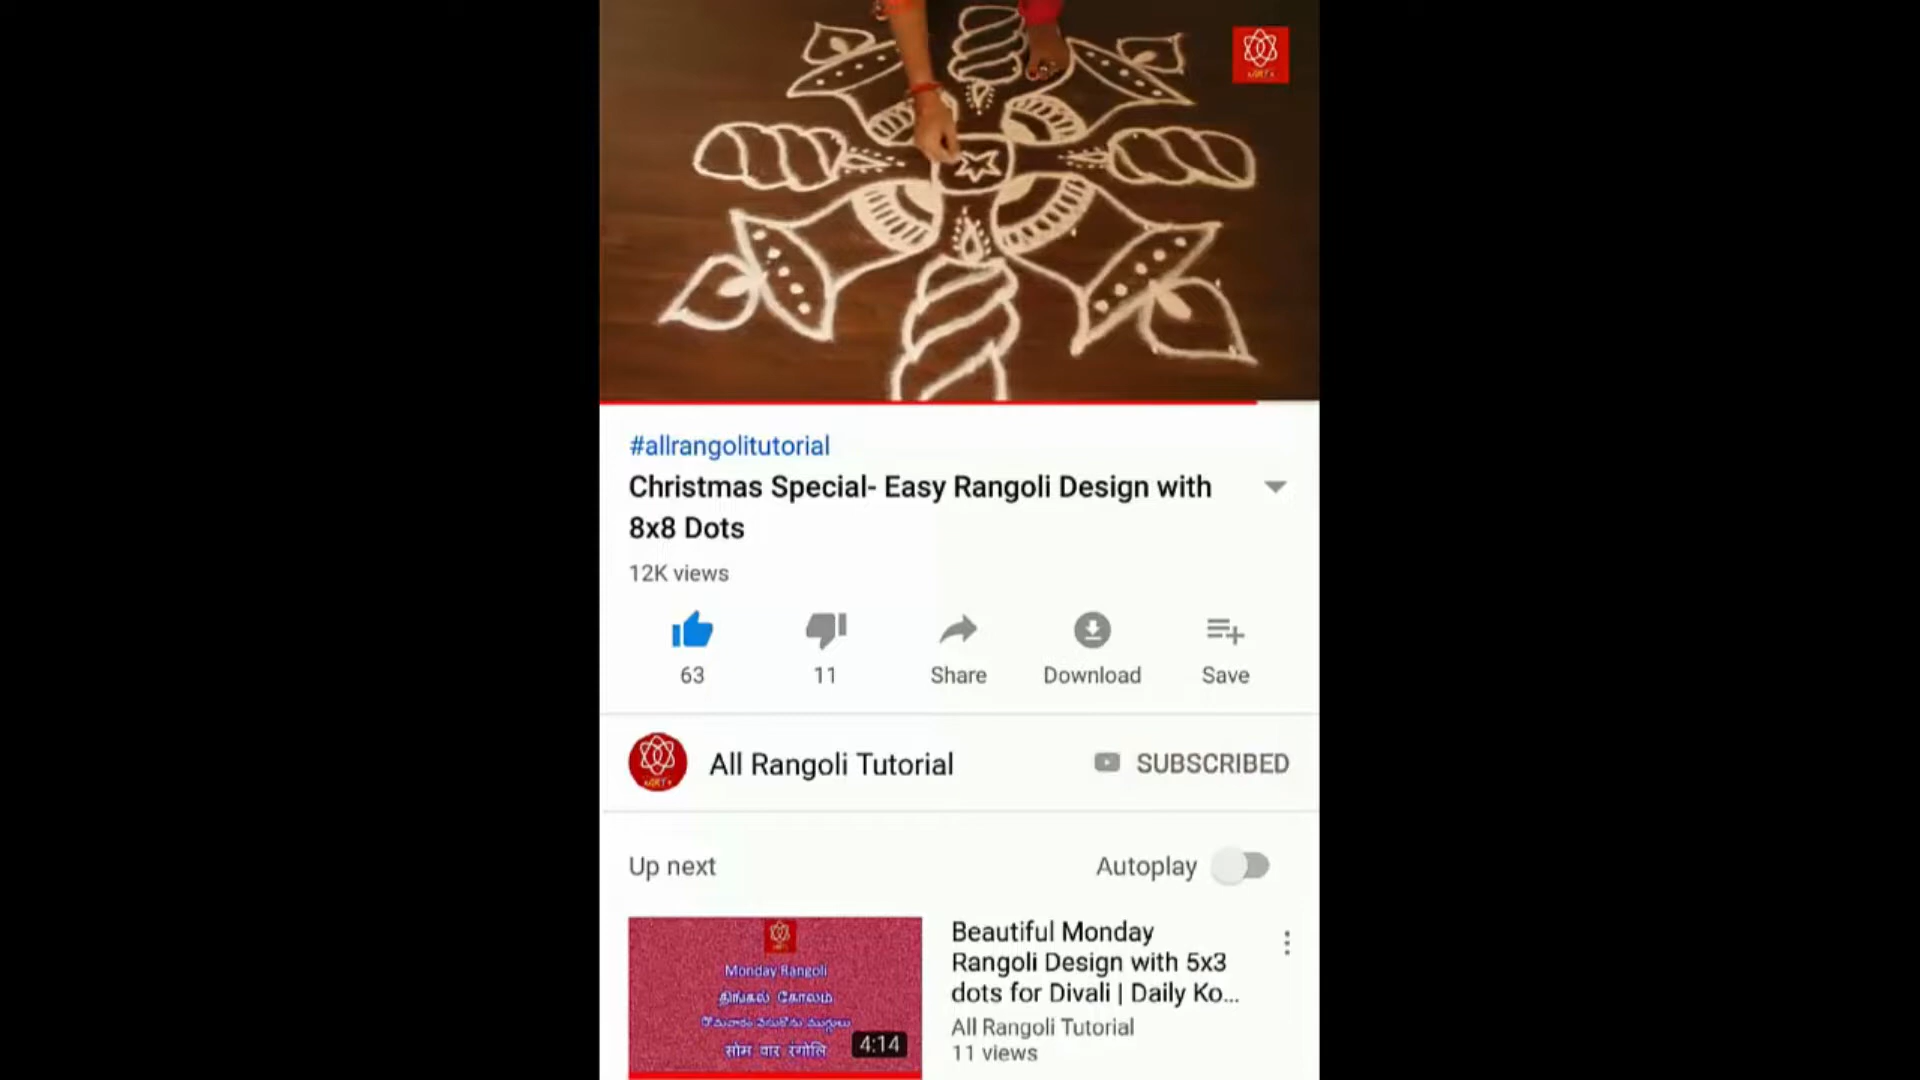 #allrangolitutorial
Christmas Special- Easy Rangoli Design with
8x8 Dots
12K views
63
11
Share
Download
Save
All Rangoli Tutorial
SUBSCRIBED
Up next
Autoplay
Monday Rangoli
திங்கல் கோலம்
सोम वार रंगोलि
4:14
Beautiful Monday
Rangoli Design with 5x3
dots for Divali | Daily Ko...
All Rangoli Tutorial
11 views